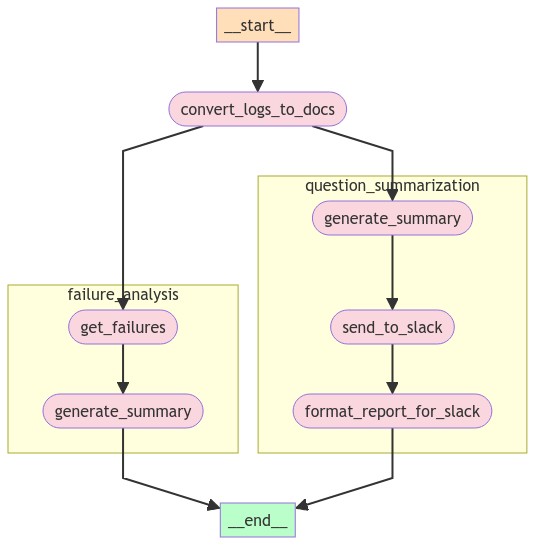 __start__
convert_logs_to_docs
question_summarization
generate_summary
failure_analysis
get_failures
send_to_slack
generate_summary
format_report_for_slack
__end__